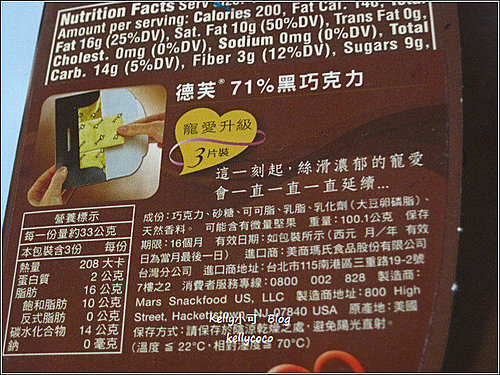 Nutrition Facts Serv
Amount per serving: Calories 200, Fat Cal. 140, Total
Fat 16g (25%DV), Sat. Fat 10g (50%DV), Trans Fat 0g,
Cholest. 0mg (0%DV), Sodium 0mg (0%DV), Total
Carb. 14g (5%DV), Fiber 3g (12%DV), Sugars 9g,
德芙® 71%黑巧克力
寵愛升級
3片裝
這一刻起,絲滑濃郁的寵愛
會一直一直一直延續...
營養標示
每一份量約33公克
本包裝含3份 每份
熱量 208 大卡
蛋白質 2 公克
脂肪 16 公克
飽和脂肪 10 公克
反式脂肪 0 公克
碳水化合物 14 公克
鈉 0 毫克
成份:巧克力、砂糖、可可脂、乳脂、乳化劑(大豆卵磷脂)、
天然香料。 可能含有微量堅果 重量:100.1公克 保存
期限:16個月 有效日期:如包裝所示(西元 月/年 有效
日為當月最後一日) 進口商:美商瑪氏食品股份有限公司
台灣分公司 進口商地址:台北市115南港區三重路19-2號
7樓之2 消費者服務專線:0800 002 828 製造商:
Mars Snackfood US, LLC 製造商地址:800 High
Street, Hackettstown, NJ 07840 USA 原產地:美國
保存方式:請保存於陰涼乾燥之處,避免陽光直射。
(溫度 ≦ 22°C,相對溼度 ≦ 70°C)
Kelly小可 Blog
kellycoco